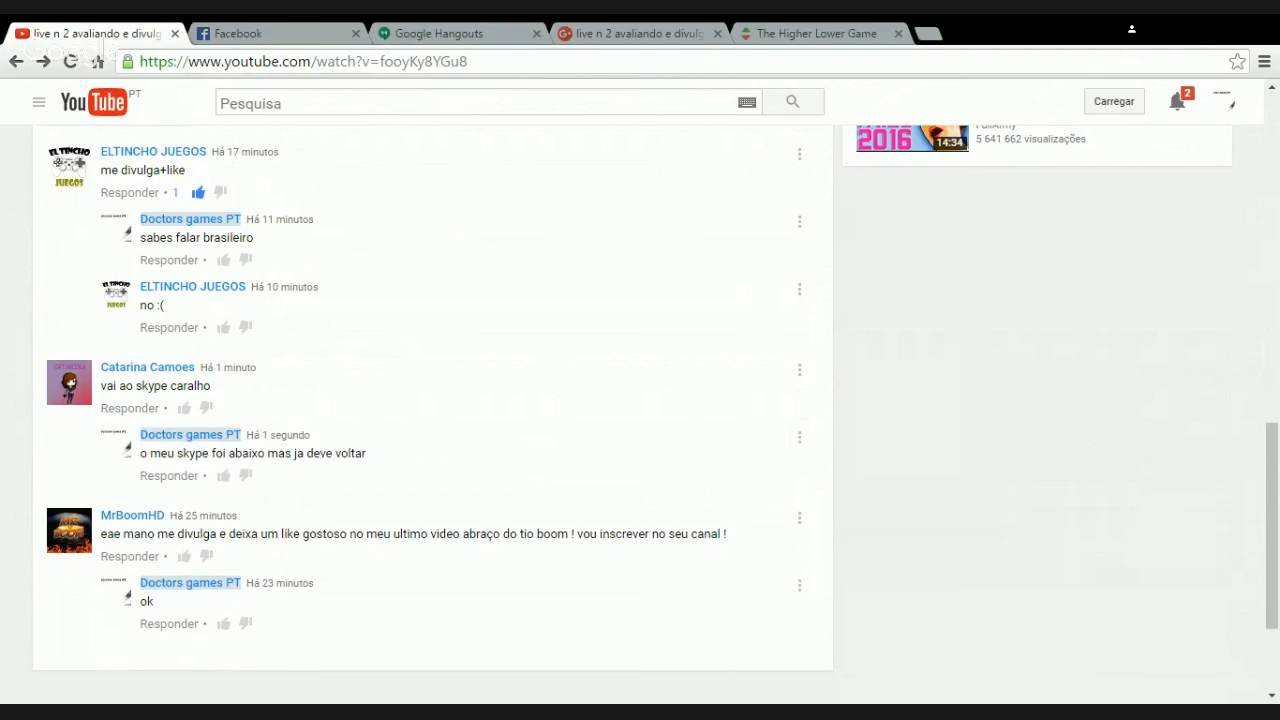 live n 2 avaliando e divulg
Facebook
Google Hangouts
live n 2 avaliando e divulg
The Higher Lower Game
https://www.youtube.com/watch?v=fooyKy8YGu8
YouTube PT
Pesquisa
Carregar
2
2016
14:34
5 641 662 visualizações
EL TINCHO
JUEGOS
ELTINCHO JUEGOS Há 17 minutos
me divulga+like
Responder • 1
Doctors games PT Há 11 minutos
sabes falar brasileiro
Responder •
EL TINCHO
JUEGOS
ELTINCHO JUEGOS Há 10 minutos
no :(
Responder •
Catarina Camoes Há 1 minuto
vai ao skype caralho
Responder •
Doctors games PT Há 1 segundo
o meu skype foi abaixo mas ja deve voltar
Responder •
MrBoomHD Há 25 minutos
eae mano me divulga e deixa um like gostoso no meu ultimo video abraço do tio boom ! vou inscrever no seu canal !
Responder •
Doctors games PT Há 23 minutos
ok
Responder •